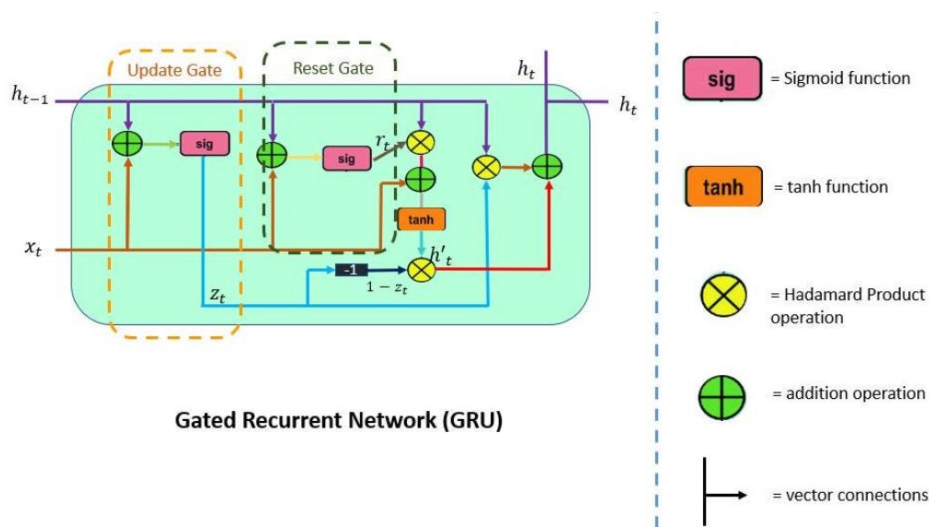 Update Gate
Reset Gate
h_{t-1}
h_t
h_t
sig
r_t
sig
tanh
x_t
h'_t
-1
1 − z_t
z_t
Gated Recurrent Network (GRU)
sig = Sigmoid function
tanh = tanh function
= Hadamard Product
operation
= addition operation
= vector connections